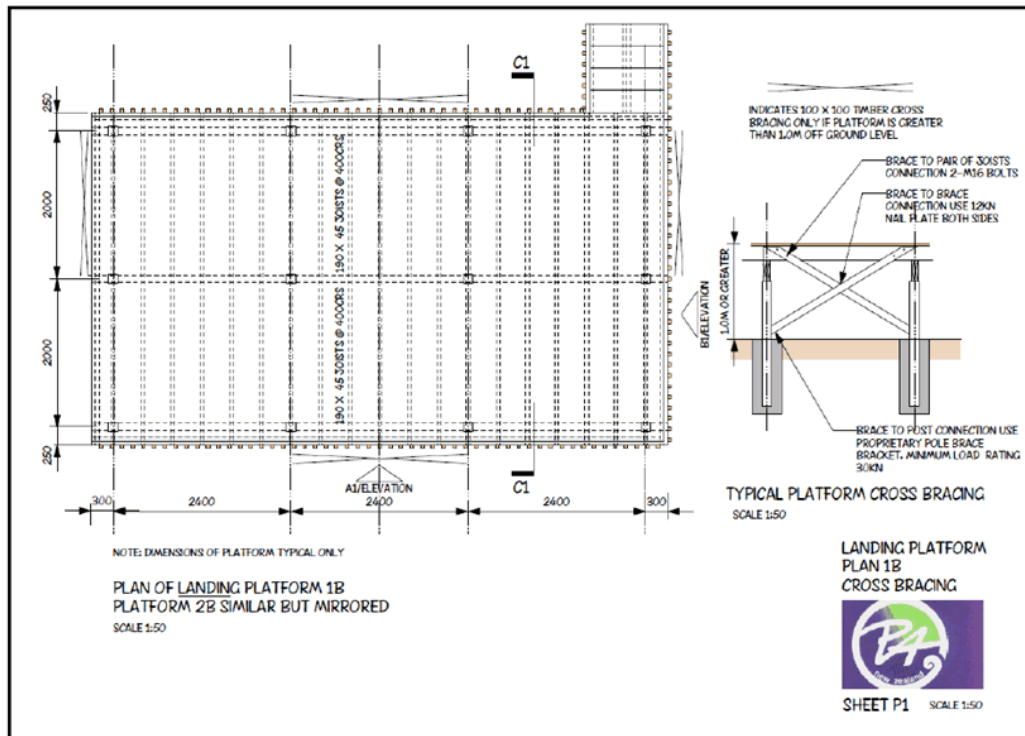 C1
250
2000
2000
250
190 X 45 JOISTS @ 400CRS
190 X 45 JOISTS @ 400CRS
B1/ELEVATION
C1
A1/ELEVATION
300
2400
2400
2400
300
NOTE: DIMENSIONS OF PLATFORM TYPICAL ONLY
PLAN OF LANDING PLATFORM 1B
PLATFORM 2B SIMILAR BUT MIRRORED
SCALE 1:50
INDICATES 100 X 100 TIMBER CROSS
BRACING ONLY IF PLATFORM IS GREATER
THAN 1.0M OFF GROUND LEVEL
BRACE TO PAIR OF JOISTS
CONNECTION 2-M16 BOLTS
BRACE TO BRACE
CONNECTION USE 12KN
NAIL PLATE BOTH SIDES
1.0M OR GREATER
BRACE TO POST CONNECTION USE
PROPRIETARY POLE BRACE
BRACKET. MINIMUM LOAD RATING
30KN
TYPICAL PLATFORM CROSS BRACING
SCALE 1:50
LANDING PLATFORM
PLAN 1B
CROSS BRACING
new zealand
SHEET P1 SCALE 1:50